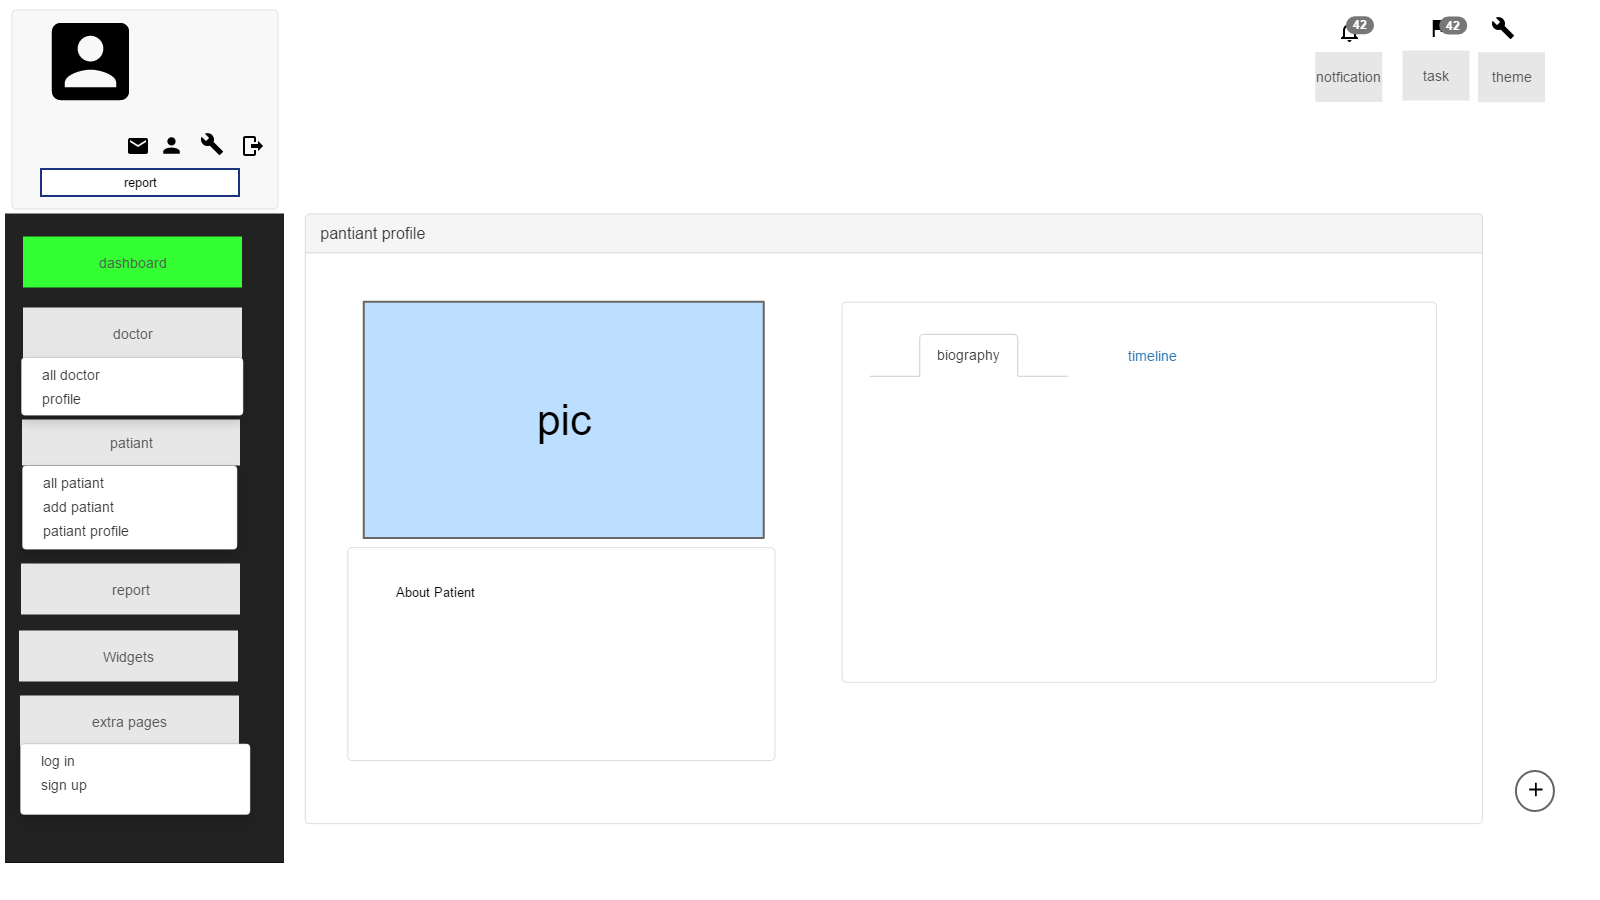 42
42
notfication
task
theme
report
dashboard
doctor
all doctor
profile
patiant
all patiant
add patiant
patiant profile
report
Widgets
extra pages
log in
sign up
pantiant profile
pic
About Patient
biography
timeline
+